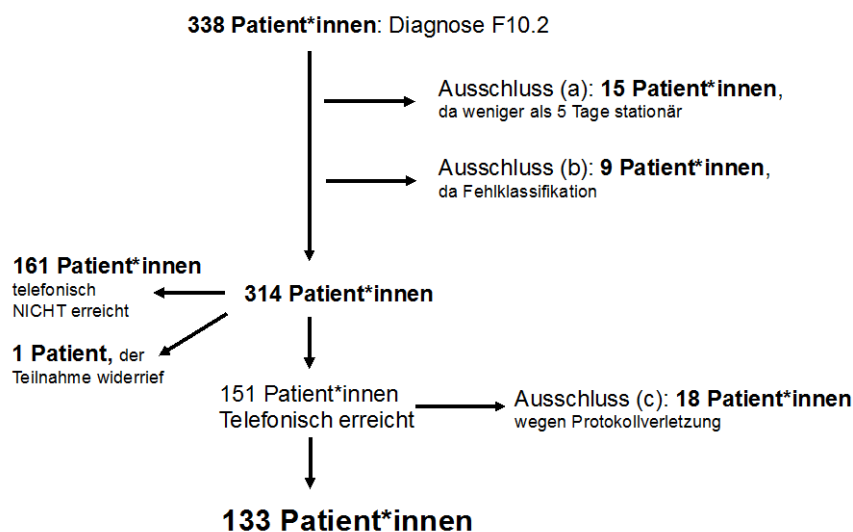 338 Patient*innen: Diagnose F10.2
Ausschluss (a): 15 Patient*innen,
da weniger als 5 Tage stationär
Ausschluss (b): 9 Patient*innen,
da Fehlklassifikation
161 Patient*innen
telefonisch
NICHT erreicht
314 Patient*innen
1 Patient, der
Teilnahme widerrief
151 Patient*innen
Telefonisch erreicht
Ausschluss (c): 18 Patient*innen
wegen Protokollverletzung
133 Patient*innen